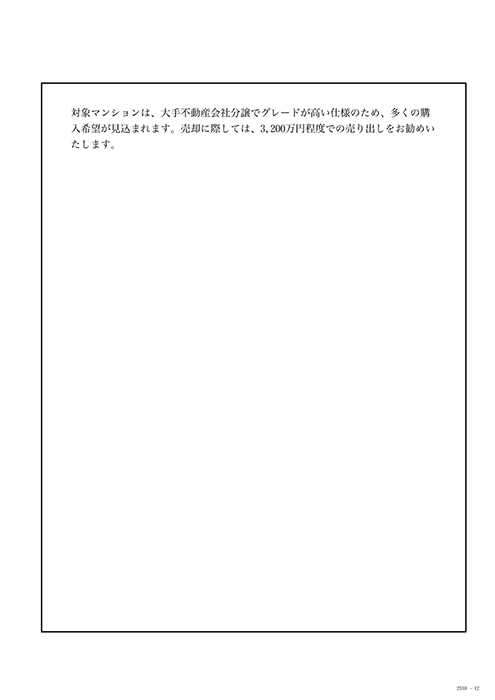 対象マンションは、大手不動産会社分譲でグレードが高い仕様のため、多くの購
入希望が見込まれます。売却に際しては、3,200万円程度での売り出しをお勧めい
たします。
2310 - 12